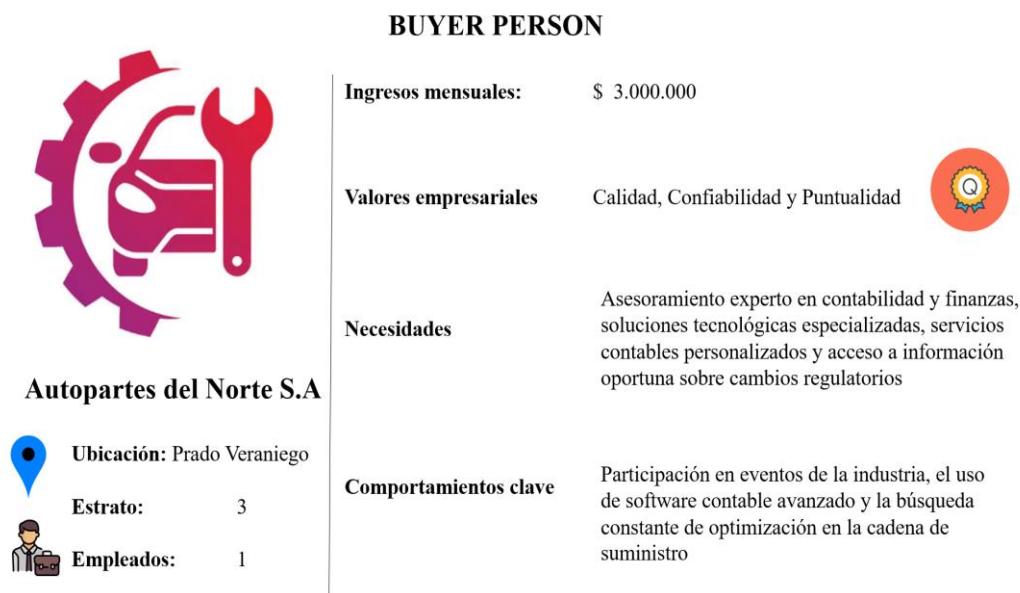 BUYER PERSON
Autopartes del Norte S.A
Ubicación: Prado Veraniego
Estrato: 3
Empleados: 1
Ingresos mensuales: $ 3.000.000
Valores empresariales Calidad, Confiabilidad y Puntualidad
Q
Necesidades
Asesoramiento experto en contabilidad y finanzas,
soluciones tecnológicas especializadas, servicios
contables personalizados y acceso a información
oportuna sobre cambios regulatorios
Comportamientos clave
Participación en eventos de la industria, el uso
de software contable avanzado y la búsqueda
constante de optimización en la cadena de
suministro